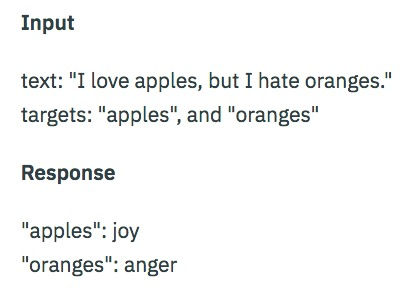 Input
text: "I love apples, but I hate oranges."
targets: "apples", and "oranges"
Response
"apples": joy
"oranges": anger